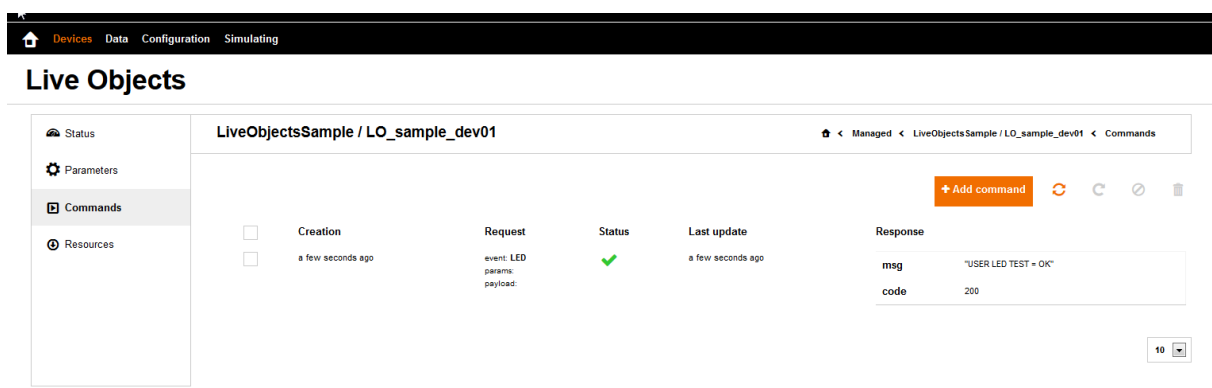 Devices Data Configuration Simulating
Live Objects
Status
Parameters
Commands
Resources
LiveObjectsSample / LO_sample_dev01
< Managed < LiveObjectsSample / LO_sample_dev01 < Commands
+ Add command
Creation Request Status Last update Response
a few seconds ago event: LED a few seconds ago msg "USER LED TEST = OK"
params:
payload:
code 200
10